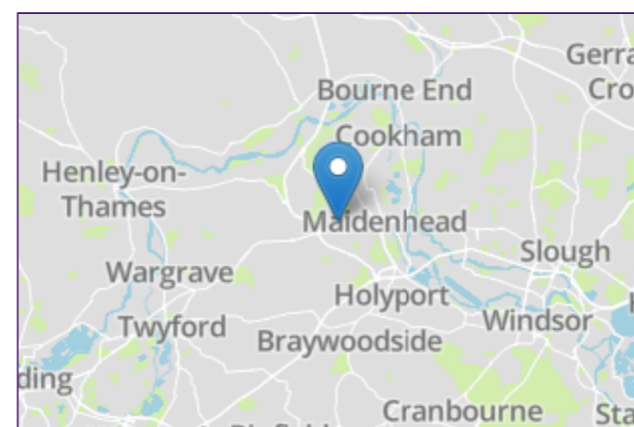 Gerra
Cro
Bourne End
Cookham
Henley-on-
Thames
Maidenhead
Slough
Wargrave
Holyport
Windsor
Twyford
Braywoodside
ding
Cranbourne
Sta